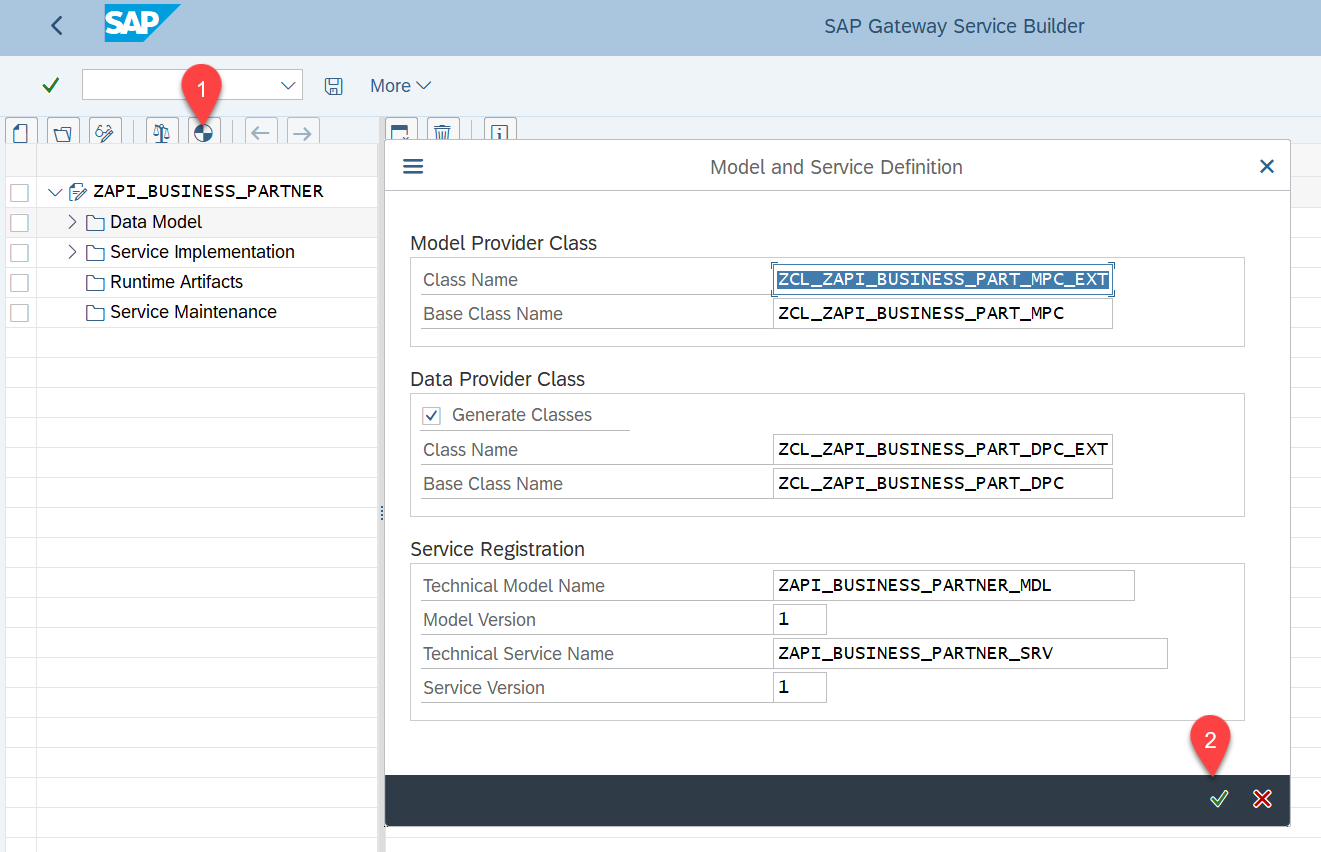 SAP
SAP Gateway Service Builder
More
1
Model and Service Definition
ZAPI_BUSINESS_PARTNER
Data Model
Service Implementation
Runtime Artifacts
Service Maintenance
Model Provider Class
Class Name ZCL_ZAPI_BUSINESS_PART_MPC_EXT
Base Class Name ZCL_ZAPI_BUSINESS_PART_MPC
Data Provider Class
Generate Classes
Class Name ZCL_ZAPI_BUSINESS_PART_DPC_EXT
Base Class Name ZCL_ZAPI_BUSINESS_PART_DPC
Service Registration
Technical Model Name ZAPI_BUSINESS_PARTNER_MDL
Model Version 1
Technical Service Name ZAPI_BUSINESS_PARTNER_SRV
Service Version 1
2